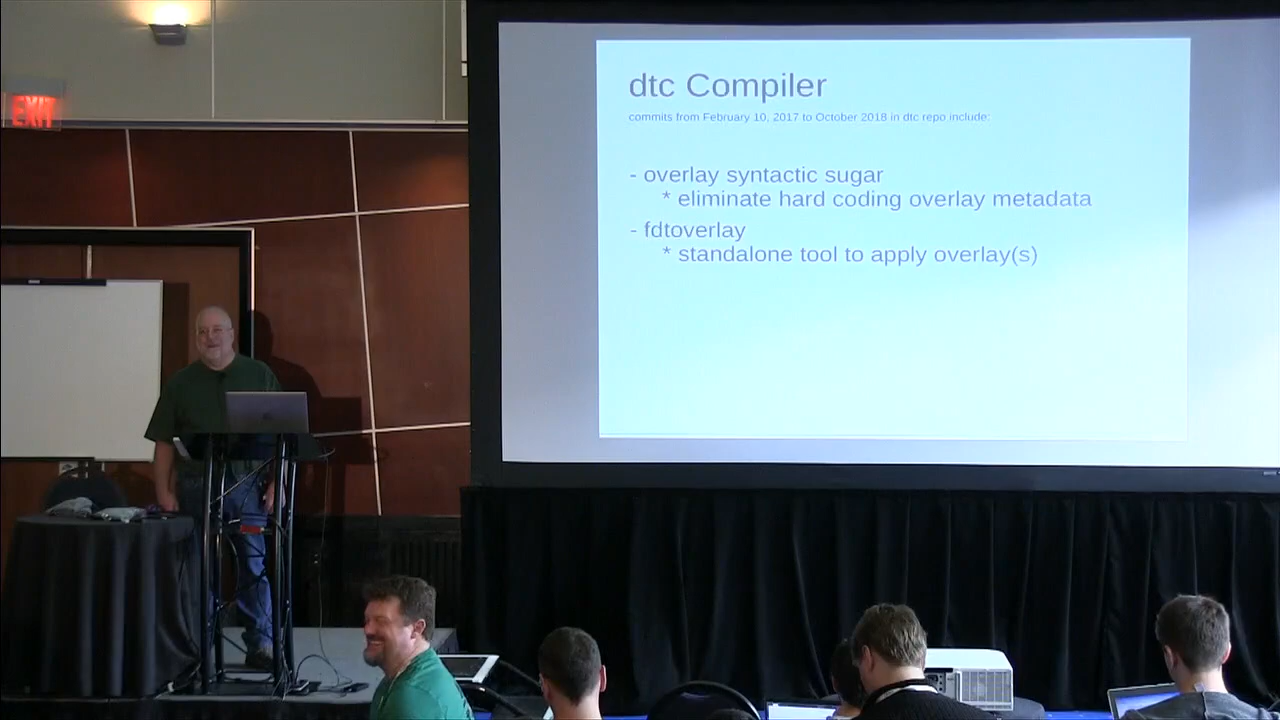 EXIT
dtc Compiler
commits from February 10, 2017 to October 2018 in dtc repo include:
- overlay syntactic sugar
* eliminate hard coding overlay metadata
- fdtoverlay
* standalone tool to apply overlay(s)